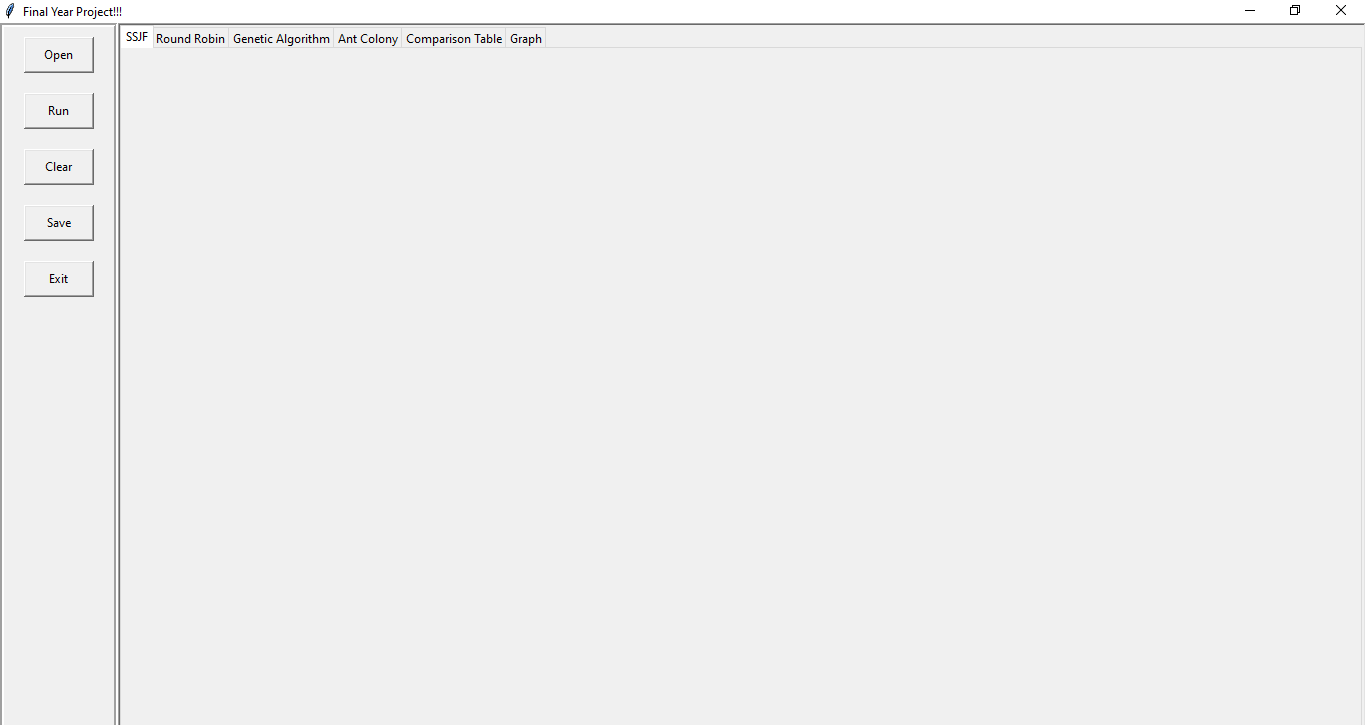 Final Year Project!!!
SSJF Round Robin Genetic Algorithm Ant Colony Comparison Table Graph
Open
Run
Clear
Save
Exit